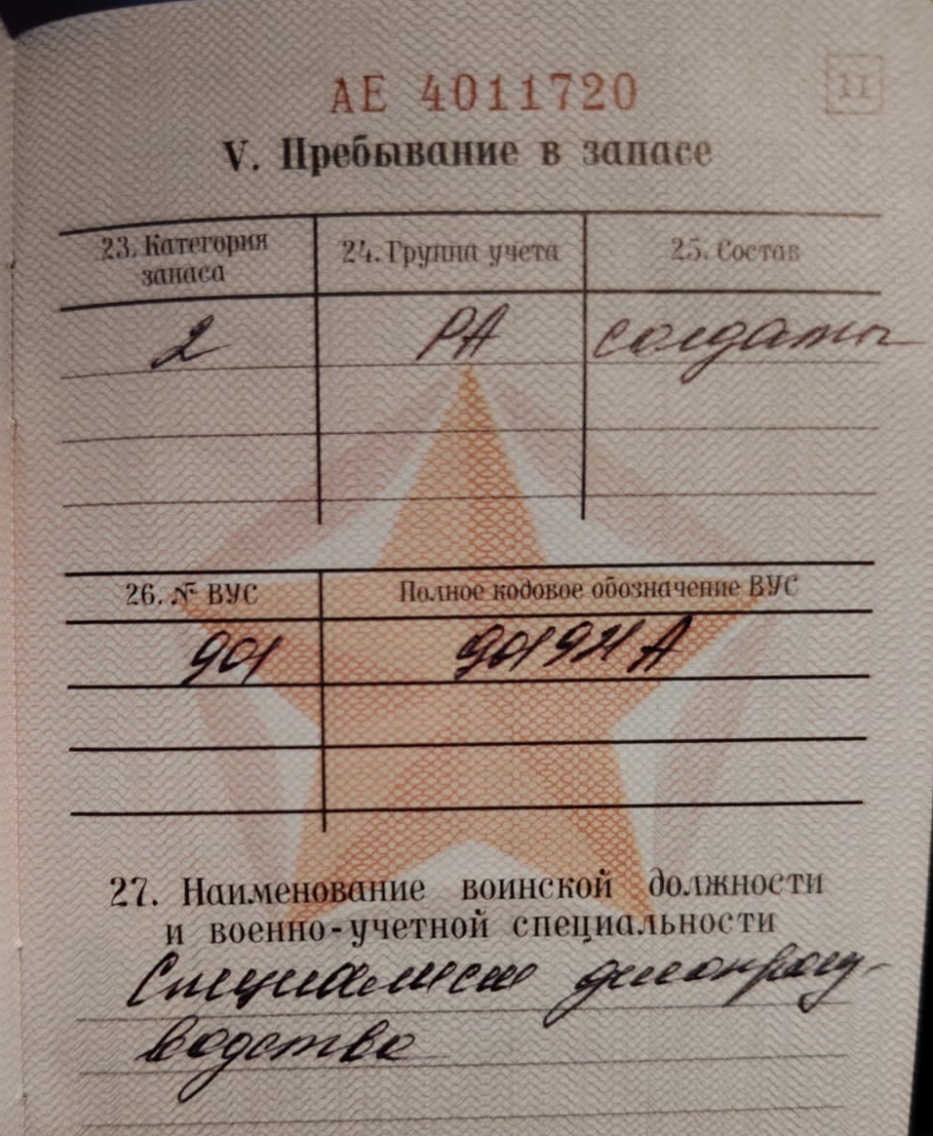 АЕ 4011720
11
V. Пребывание в запасе
23. Категория запаса
24. Группа учета
25. Состав
2
РА
солдаты
26. № ВУС
Полное кодовое обозначение ВУС
901
901921 А
27. Наименование воинской должности
и военно-учетной специальности
Специалист делопроиз-
водства